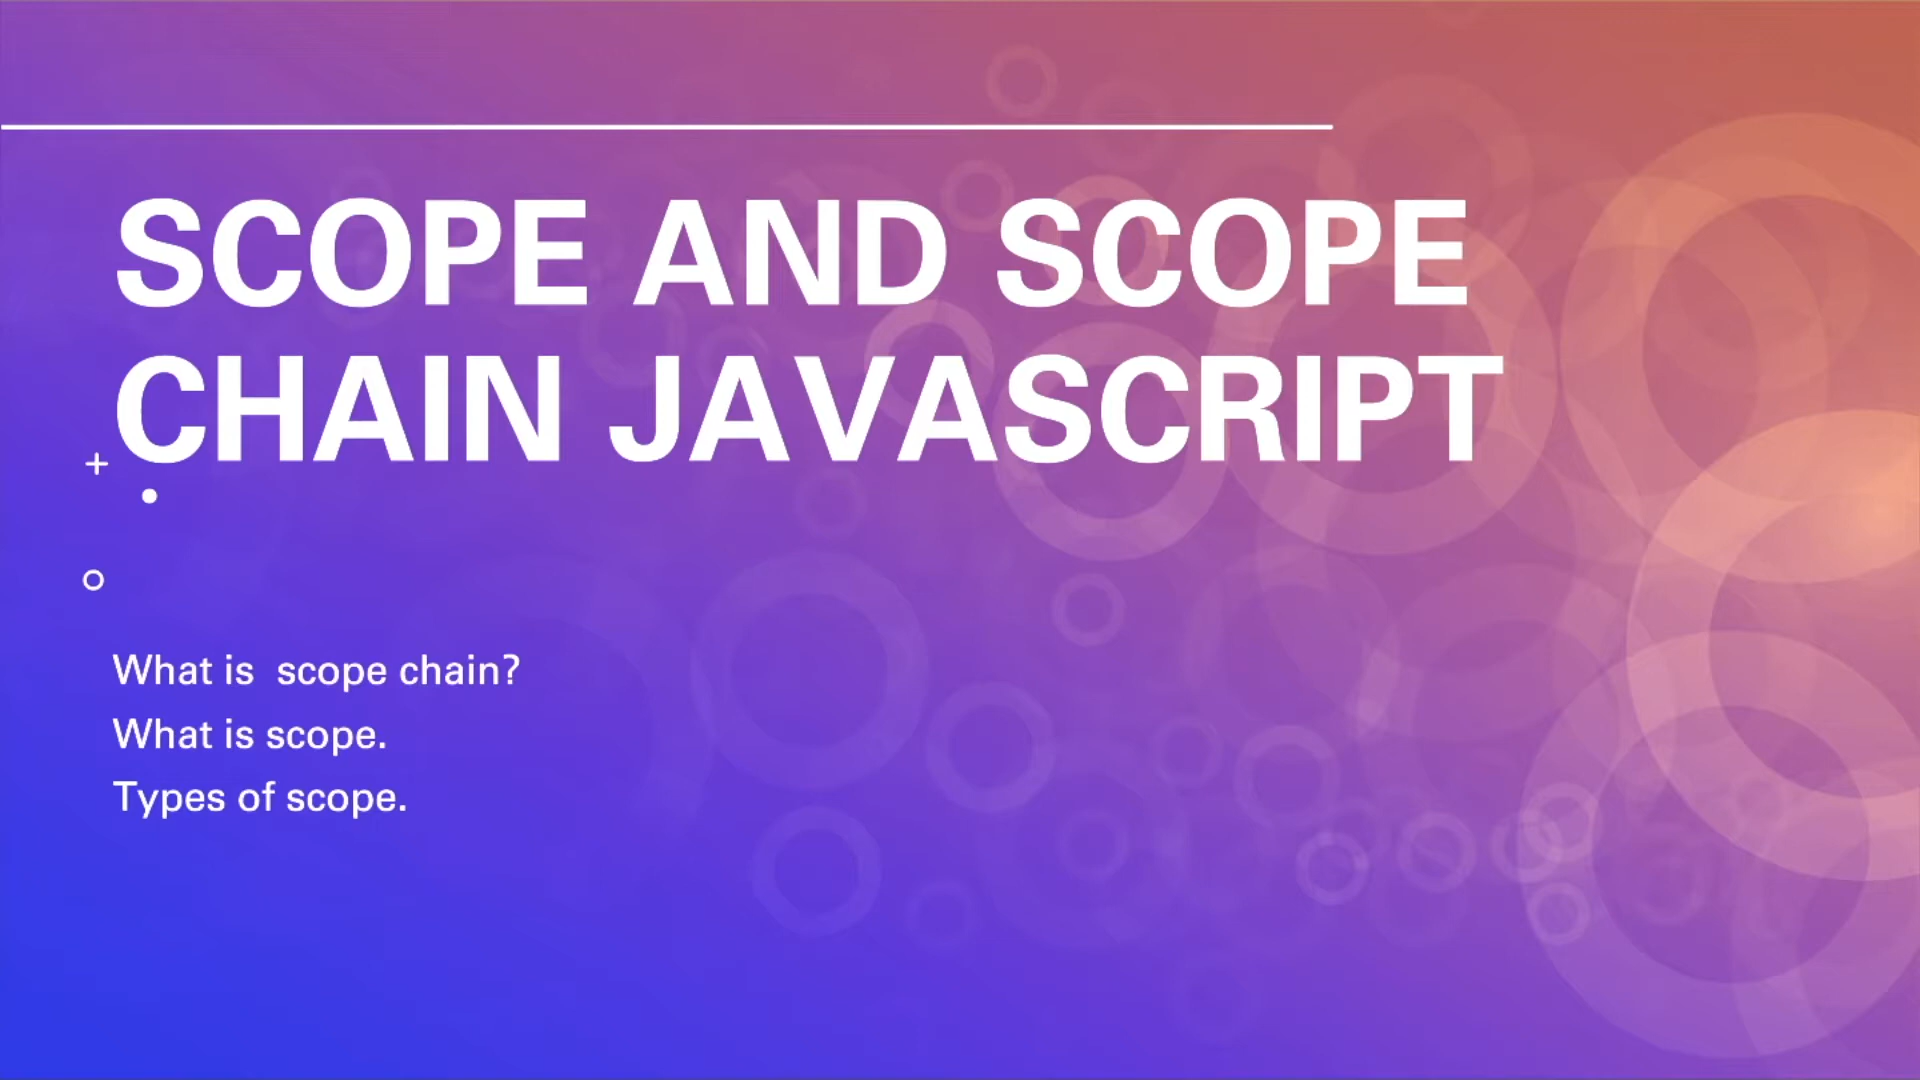 SCOPE AND SCOPE
CHAIN JAVASCRIPT
What is  scope chain?
What is scope.
Types of scope.